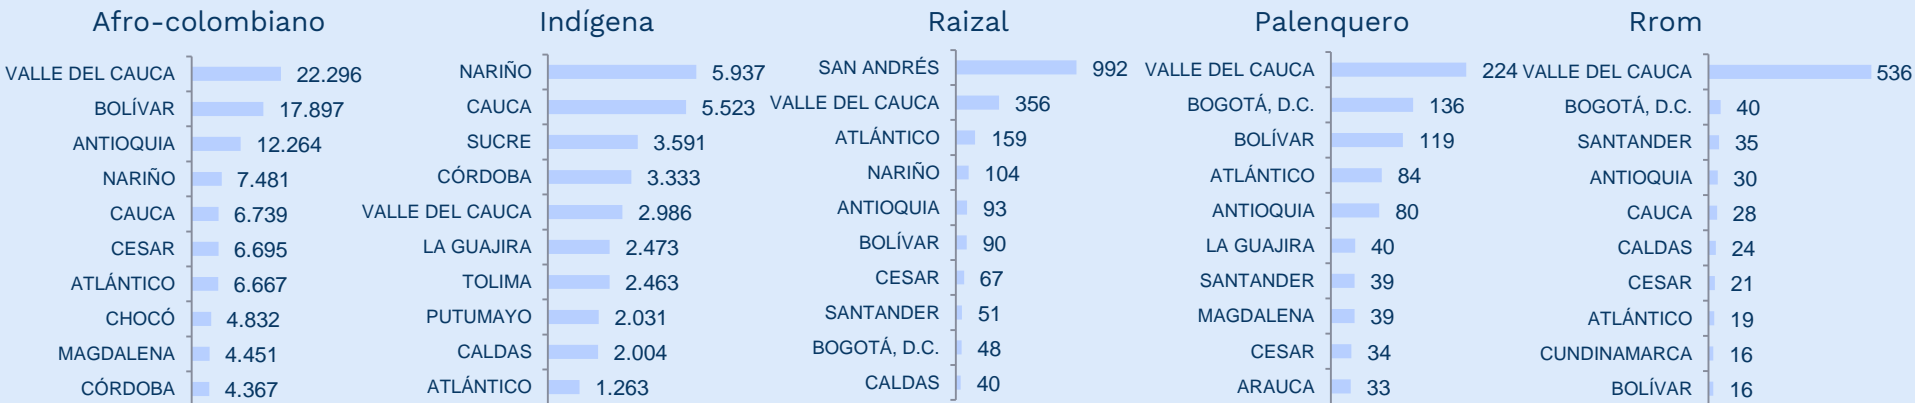 Afro-colombiano
VALLE DEL CAUCA 22.296
BOLÍVAR 17.897
ANTIOQUIA 12.264
NARIÑO 7.481
CAUCA 6.739
CESAR 6.695
ATLÁNTICO 6.667
CHOCÓ 4.832
MAGDALENA 4.451
CÓRDOBA 4.367
Indígena
NARIÑO 5.937
CAUCA 5.523
SUCRE 3.591
CÓRDOBA 3.333
VALLE DEL CAUCA 2.986
LA GUAJIRA 2.473
TOLIMA 2.463
PUTUMAYO 2.031
CALDAS 2.004
ATLÁNTICO 1.263
Raizal
SAN ANDRÉS 992
VALLE DEL CAUCA 356
ATLÁNTICO 159
NARIÑO 104
ANTIOQUIA 93
BOLÍVAR 90
CESAR 67
SANTANDER 51
BOGOTÁ, D.C. 48
CALDAS 40
Palenquero
VALLE DEL CAUCA 224
BOGOTÁ, D.C. 136
BOLÍVAR 119
ATLÁNTICO 84
ANTIOQUIA 80
LA GUAJIRA 40
SANTANDER 39
MAGDALENA 39
CESAR 34
ARAUCA 33
Rrom
VALLE DEL CAUCA 536
BOGOTÁ, D.C. 40
SANTANDER 35
ANTIOQUIA 30
CAUCA 28
CALDAS 24
CESAR 21
ATLÁNTICO 19
CUNDINAMARCA 16
BOLÍVAR 16